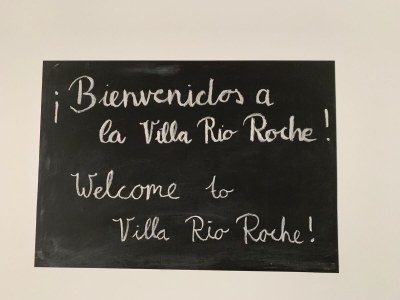 ¡Bienvenidos a
la Villa Rio Roche!
Welcome to
Villa Rio Roche!